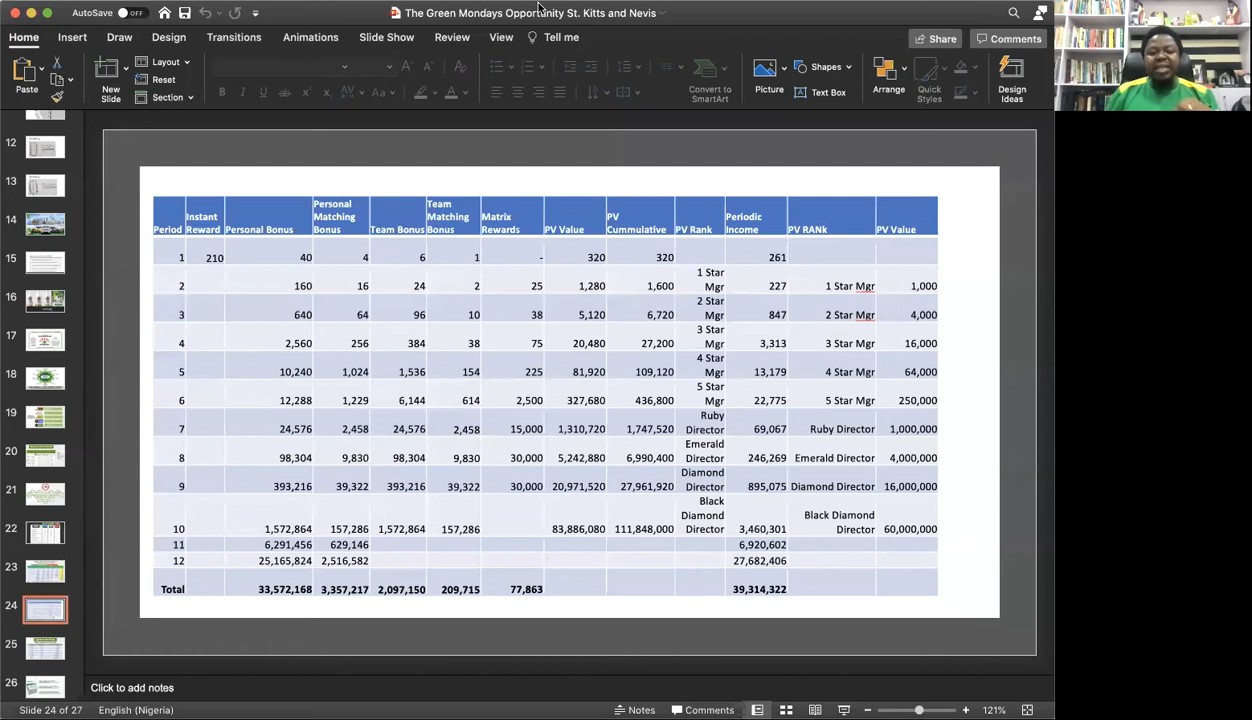 AutoSave OFF
The Green Mondays Opportunity St. Kitts and Nevis
Home Insert Draw Design Transitions Animations Slide Show Review View Tell me Share Comments
Paste New Slide Layout Reset Section Convert to SmartArt Picture Shapes Text Box Arrange Quick Styles Design Ideas
12
13
14
15
16
17
18
19
20
21
22
23
24
25
26
Period Instant Reward Personal Bonus Personal Matching Bonus Team Bonus Team Matching Bonus Matrix Rewards PV Value PV Cummulative PV Rank Periodic Income PV RANk PV Value
1 210 40 4 6 1 - 320 320 261
2 160 16 24 2 25 1,280 1,600 1 Star Mgr 227 1 Star Mgr 1,000
3 640 64 96 10 38 5,120 6,720 2 Star Mgr 847 2 Star Mgr 4,000
4 2,560 256 384 38 75 20,480 27,200 3 Star Mgr 3,313 3 Star Mgr 16,000
5 10,240 1,024 1,536 154 225 81,920 109,120 4 Star Mgr 13,179 4 Star Mgr 64,000
6 12,288 1,229 6,144 614 2,500 327,680 436,800 5 Star Mgr 22,775 5 Star Mgr 250,000
7 24,576 2,458 24,576 2,458 15,000 1,310,720 1,747,520 Ruby Director 69,067 Ruby Director 1,000,000
8 98,304 9,830 98,304 9,830 30,000 5,242,880 6,990,400 Emerald Director 246,269 Emerald Director 4,000,000
9 393,216 39,322 393,216 39,322 30,000 20,971,520 27,961,920 Diamond Director 895,075 Diamond Director 16,000,000
10 1,572,864 157,286 1,572,864 157,286 83,886,080 111,848,000 Black Diamond Director 3,460,301 Black Diamond Director 60,000,000
11 6,291,456 629,146 6,920,602
12 25,165,824 2,516,582 27,682,406
Total 33,572,168 3,357,217 2,097,150 209,715 77,863 39,314,322
Click to add notes
Slide 24 of 27 English (Nigeria) Notes Comments 121%